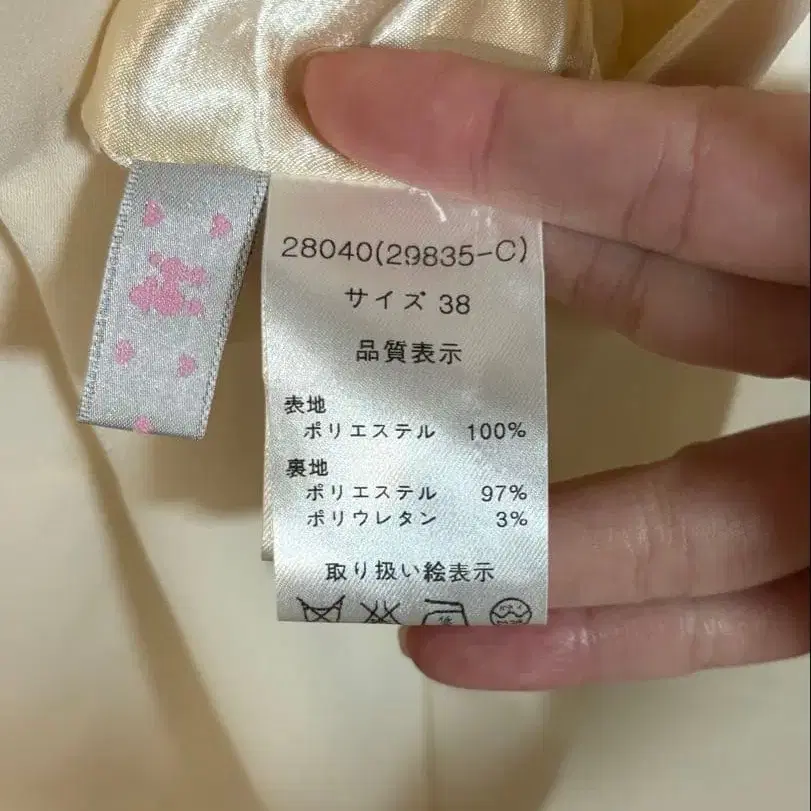 28040(29835-C)
サイズ 38
品質表示
表地
ポリエステル 100%
裏地
ポリエステル 97%
ポリウレタン 3%
取り扱い絵表示